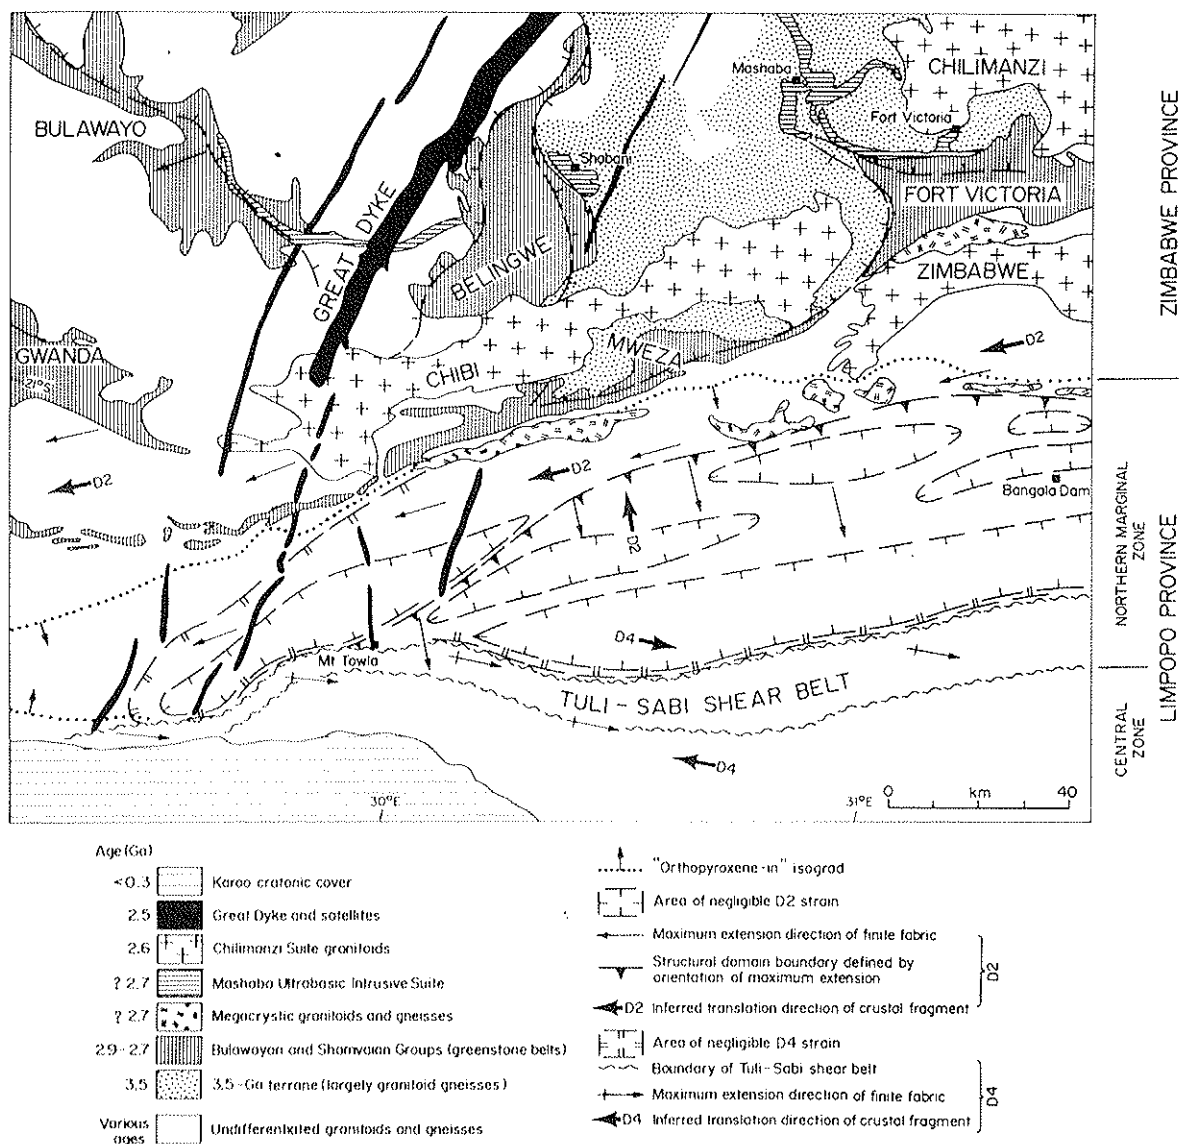 CHILIMANZI
Mashaba
Fort Victoria
BULAWAYO
Shabani
FORT VICTORIA
GREAT DYKE
BELINGWE
ZIMBABWE
GWANDA
21°S
MWEZA
CHIBI
D2
D2
D2
D2
Bangala Dam
D4
Mt Towla
TULI - SABI SHEAR BELT
D4
30°E
31°E
0 km 40
ZIMBABWE PROVINCE
NORTHERN MARGINAL
ZONE
CENTRAL
ZONE
LIMPOPO PROVINCE
Age (Ga)
<0.3 Karoo cratonic cover
2.5 Great Dyke and satellites
2.6 Chilimanzi Suite granitoids
? 2.7 Mashaba Ultrabasic Intrusive Suite
? 2.7 Megacrystic granitoids and gneisses
2.9-2.7 Bulawayan and Shamvaian Groups (greenstone belts)
3.5 3.5-Ga terrane (largely granitoid gneisses)
Various
ages Undifferentiated granitoids and gneisses
"Orthopyroxene-in" isograd
Area of negligible D2 strain
Maximum extension direction of finite fabric
Structural domain boundary defined by
orientation of maximum extension
D2 Inferred translation direction of crustal fragment
D2
Area of negligible D4 strain
Boundary of Tuli-Sabi shear belt
Maximum extension direction of finite fabric
D4 Inferred translation direction of crustal fragment
D4